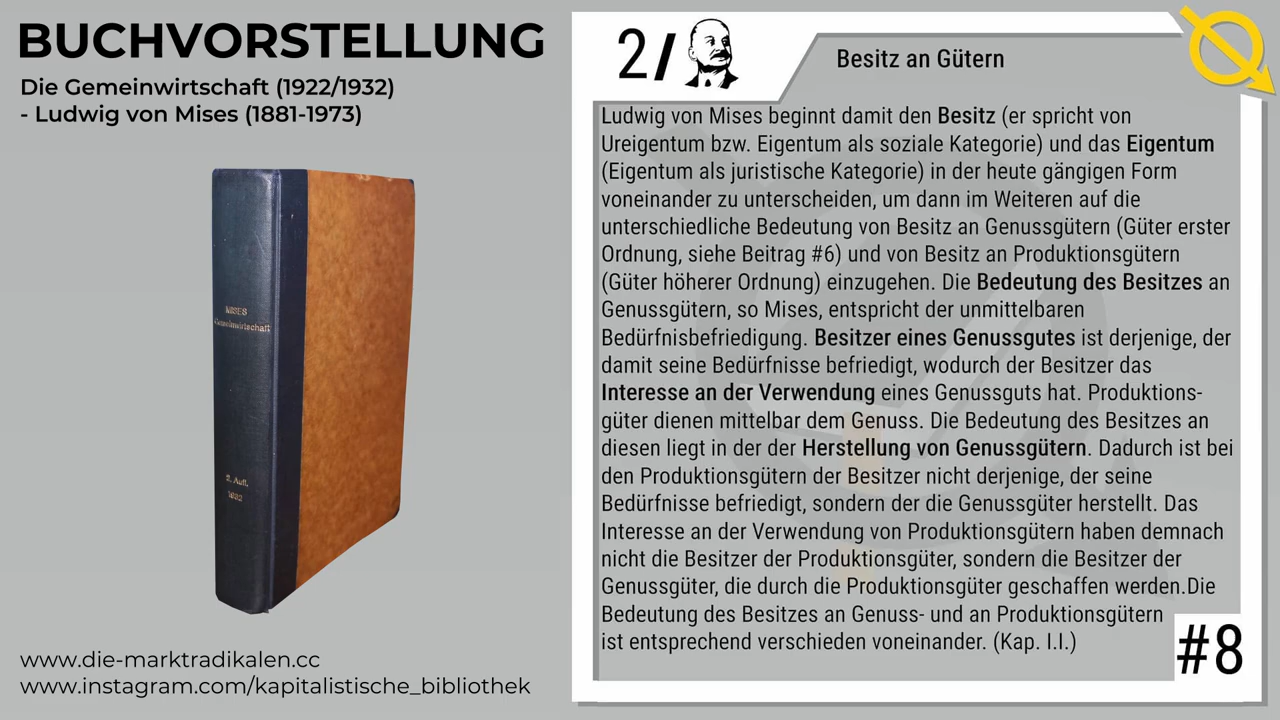 BUCHVORSTELLUNG
Die Gemeinwirtschaft (1922/1932)
- Ludwig von Mises (1881-1973)
MISES
Gemeinwirtschaft
2. Aufl.
1932
www.die-marktradikalen.cc
www.instagram.com/kapitalistische_bibliothek
2/
Besitz an Gütern
Ludwig von Mises beginnt damit den Besitz (er spricht von
Ureigentum bzw. Eigentum als soziale Kategorie) und das Eigentum
(Eigentum als juristische Kategorie) in der heute gängigen Form
voneinander zu unterscheiden, um dann im Weiteren auf die
unterschiedliche Bedeutung von Besitz an Genussgütern (Güter erster
Ordnung, siehe Beitrag #6) und von Besitz an Produktionsgütern
(Güter höherer Ordnung) einzugehen. Die Bedeutung des Besitzes an
Genussgütern, so Mises, entspricht der unmittelbaren
Bedürfnisbefriedigung. Besitzer eines Genussgutes ist derjenige, der
damit seine Bedürfnisse befriedigt, wodurch der Besitzer das
Interesse an der Verwendung eines Genussguts hat. Produktions-
güter dienen mittelbar dem Genuss. Die Bedeutung des Besitzes an
diesen liegt in der der Herstellung von Genussgütern. Dadurch ist bei
den Produktionsgütern der Besitzer nicht derjenige, der seine
Bedürfnisse befriedigt, sondern der die Genussgüter herstellt. Das
Interesse an der Verwendung von Produktionsgütern haben demnach
nicht die Besitzer der Produktionsgüter, sondern die Besitzer der
Genussgüter, die durch die Produktionsgüter geschaffen werden.Die
Bedeutung des Besitzes an Genuss- und an Produktionsgütern
ist entsprechend verschieden voneinander. (Kap. I.I.)
#8